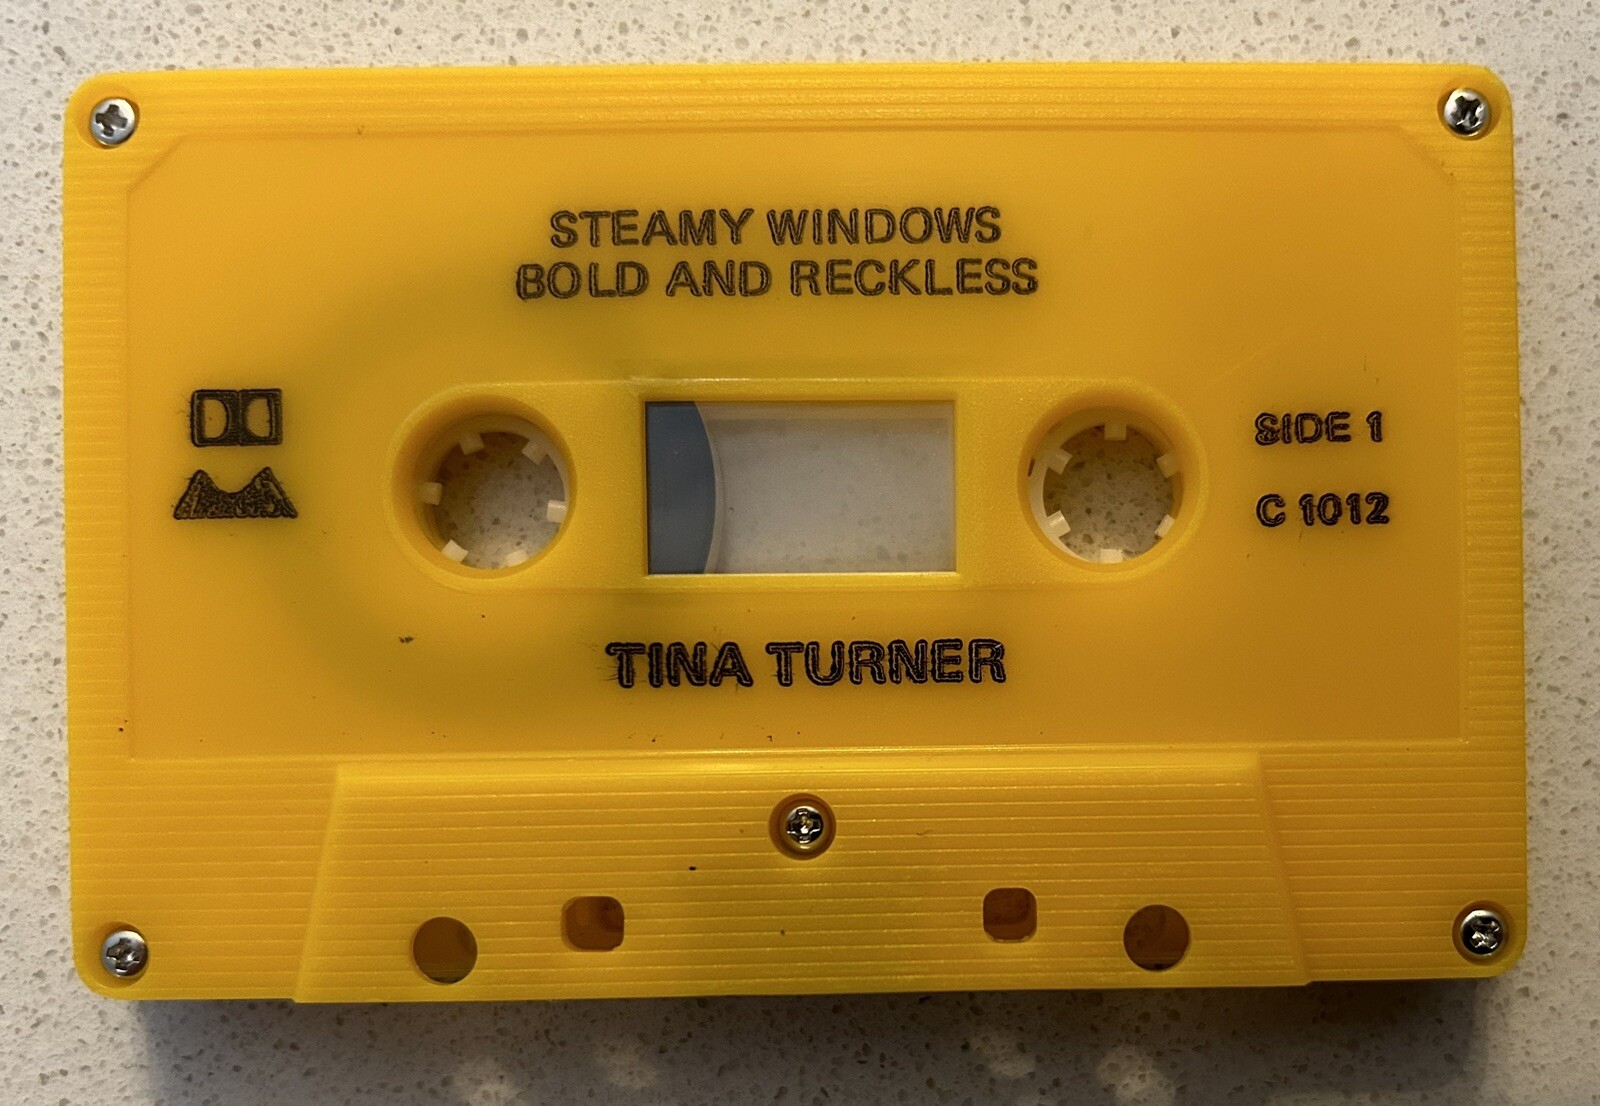 STEAMY WINDOWS
BOLD AND RECKLESS
SIDE 1
C 1012
TINA TURNER